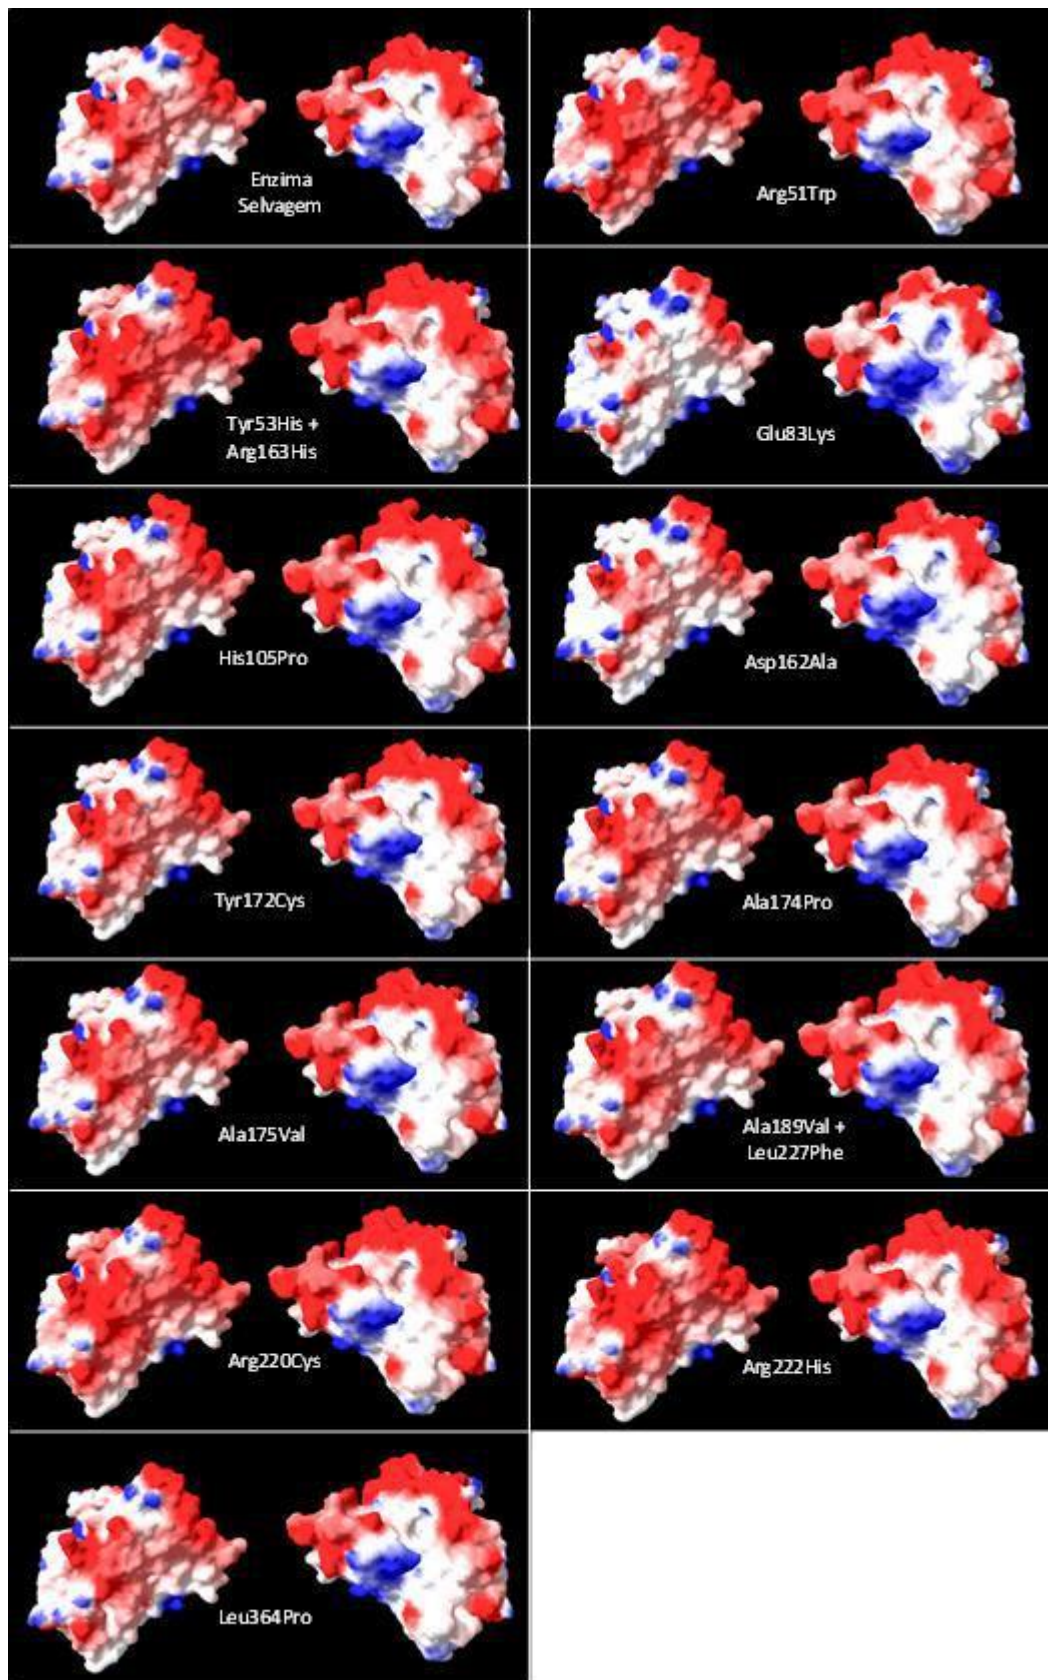 Enzima
Selvagem
Arg51Trp
Tyr53His +
Arg163His
Glu83Lys
His105Pro
Asp162Ala
Tyr172Cys
Ala174Pro
Ala175Val
Ala189Val +
Leu227Phe
Arg220Cys
Arg222His
Leu364Pro